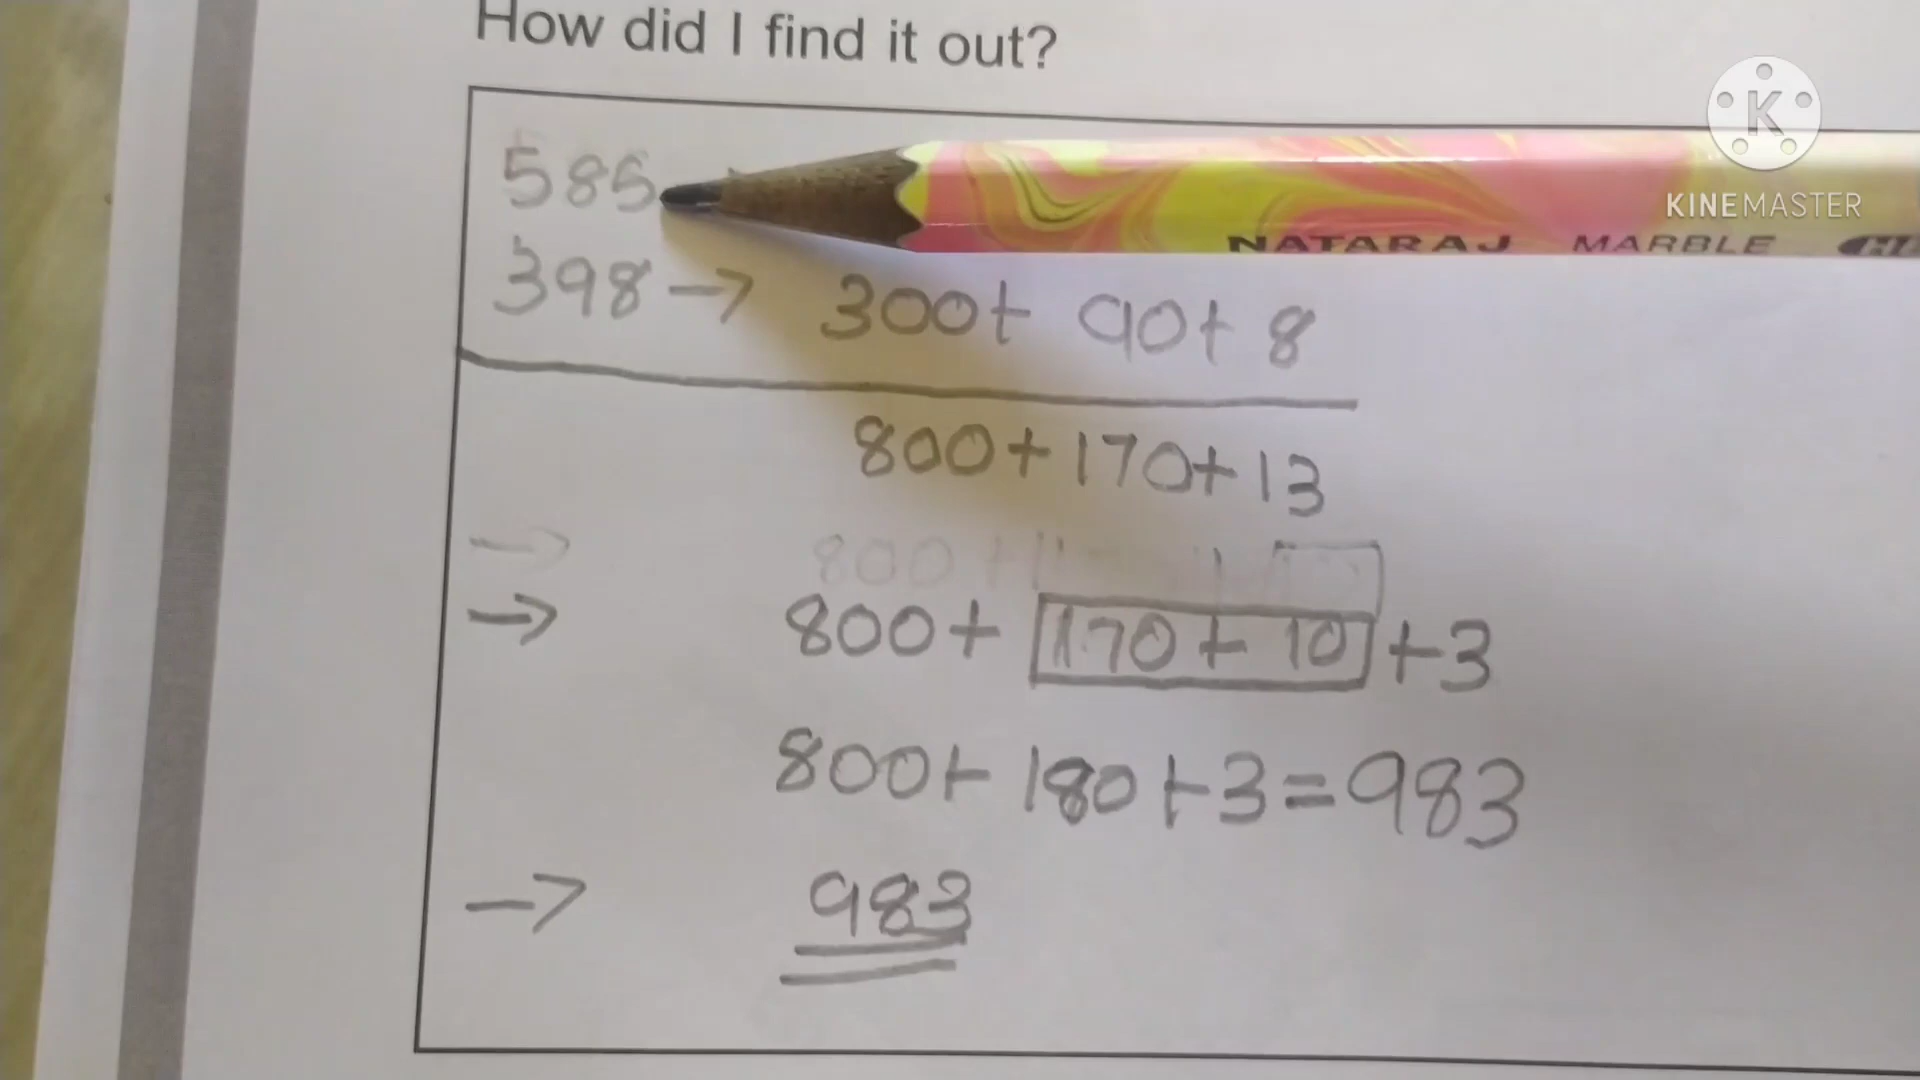 How did I find it out?
K
KINEMASTER
585
NATARAJ MARBLE
398 → 300+ 90+ 8
800+170+13
→ 800 +
→ 800+ 170 + 10 +3
800+ 180+3=983
→ 983